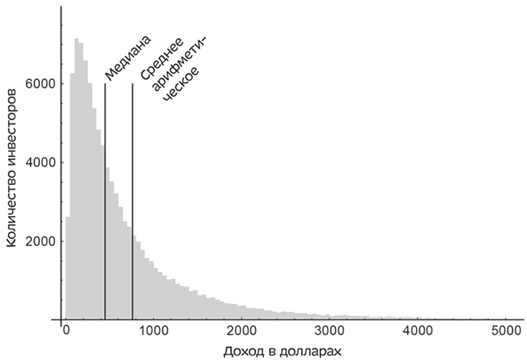 Медиана
Среднее
арифмети-
ческое
Количество инвесторов
6000
4000
2000
0
1000
2000
3000
4000
5000
Доход в долларах